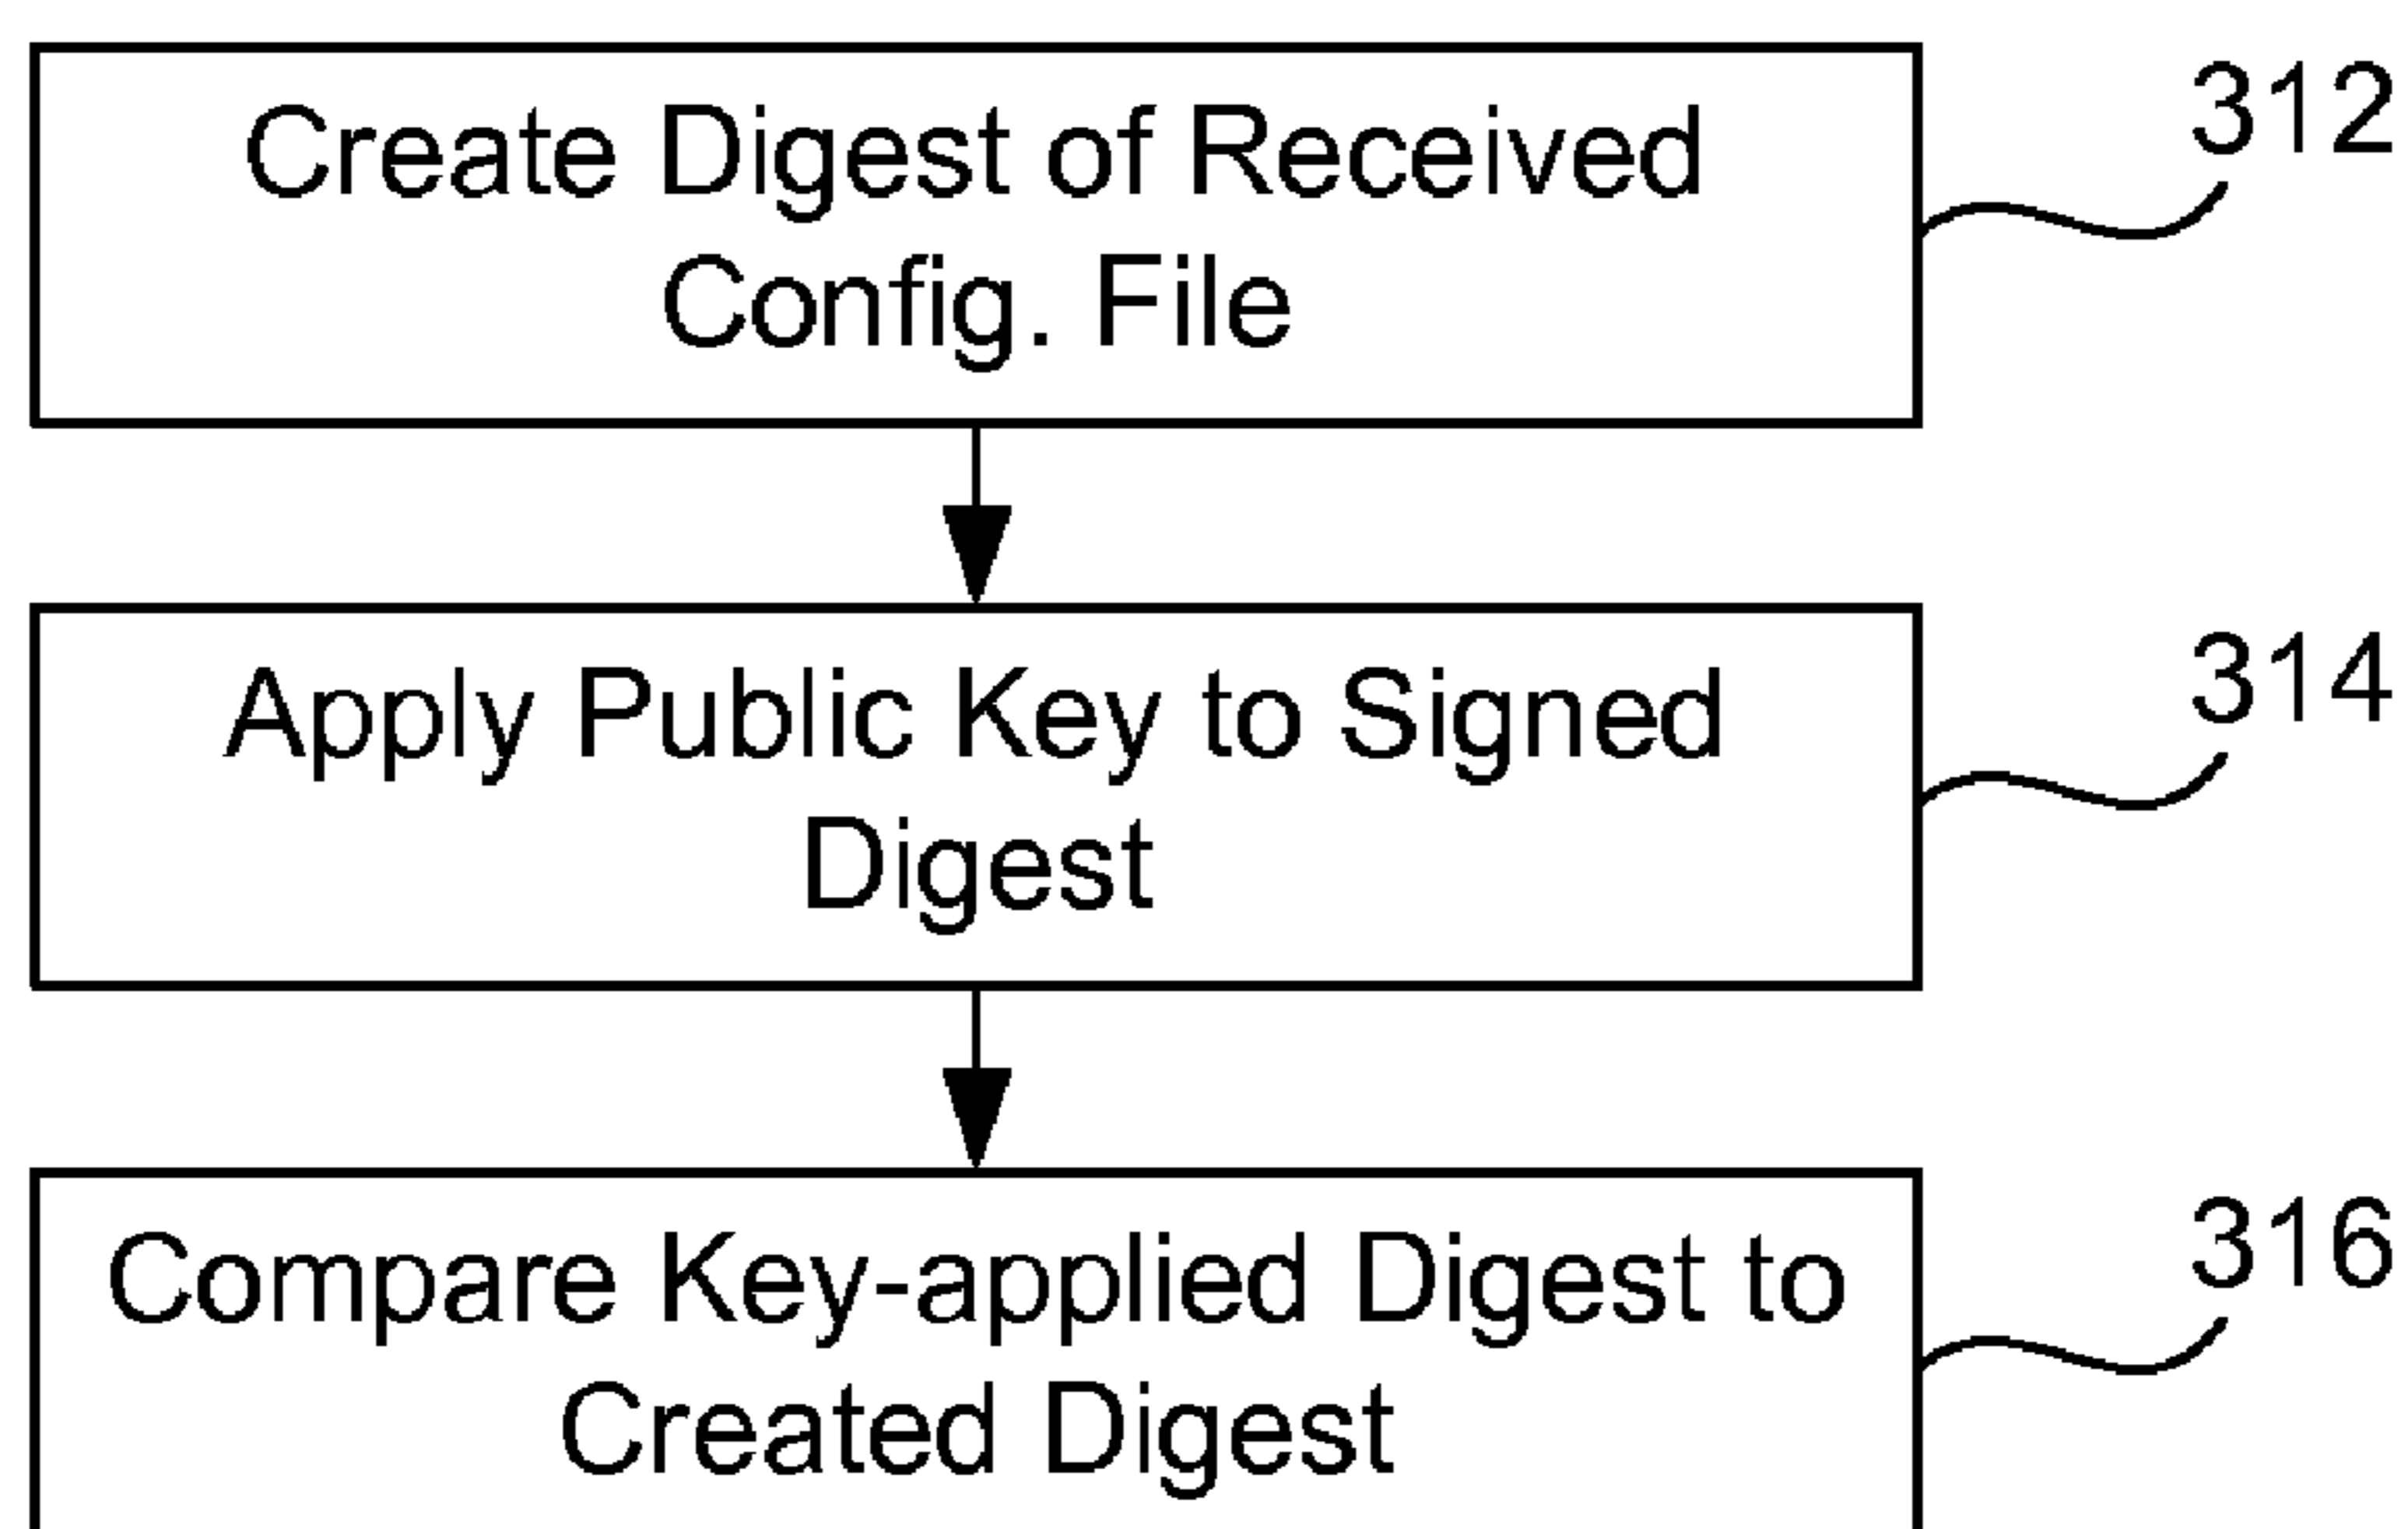 Create Digest of Received
Config. File
312
Apply Public Key to Signed
Digest
314
Compare Key-applied Digest to
Created Digest
316